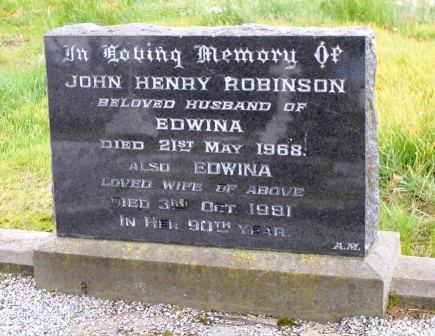 In Loving Memory Of
JOHN HENRY ROBINSON
BELOVED HUSBAND OF
EDWINA
DIED 21ST MAY 1968.
ALSO EDWINA
LOVED WIFE OF ABOVE
DIED 3RD OCT. 1981
IN HER 90TH YEAR.
A.M.